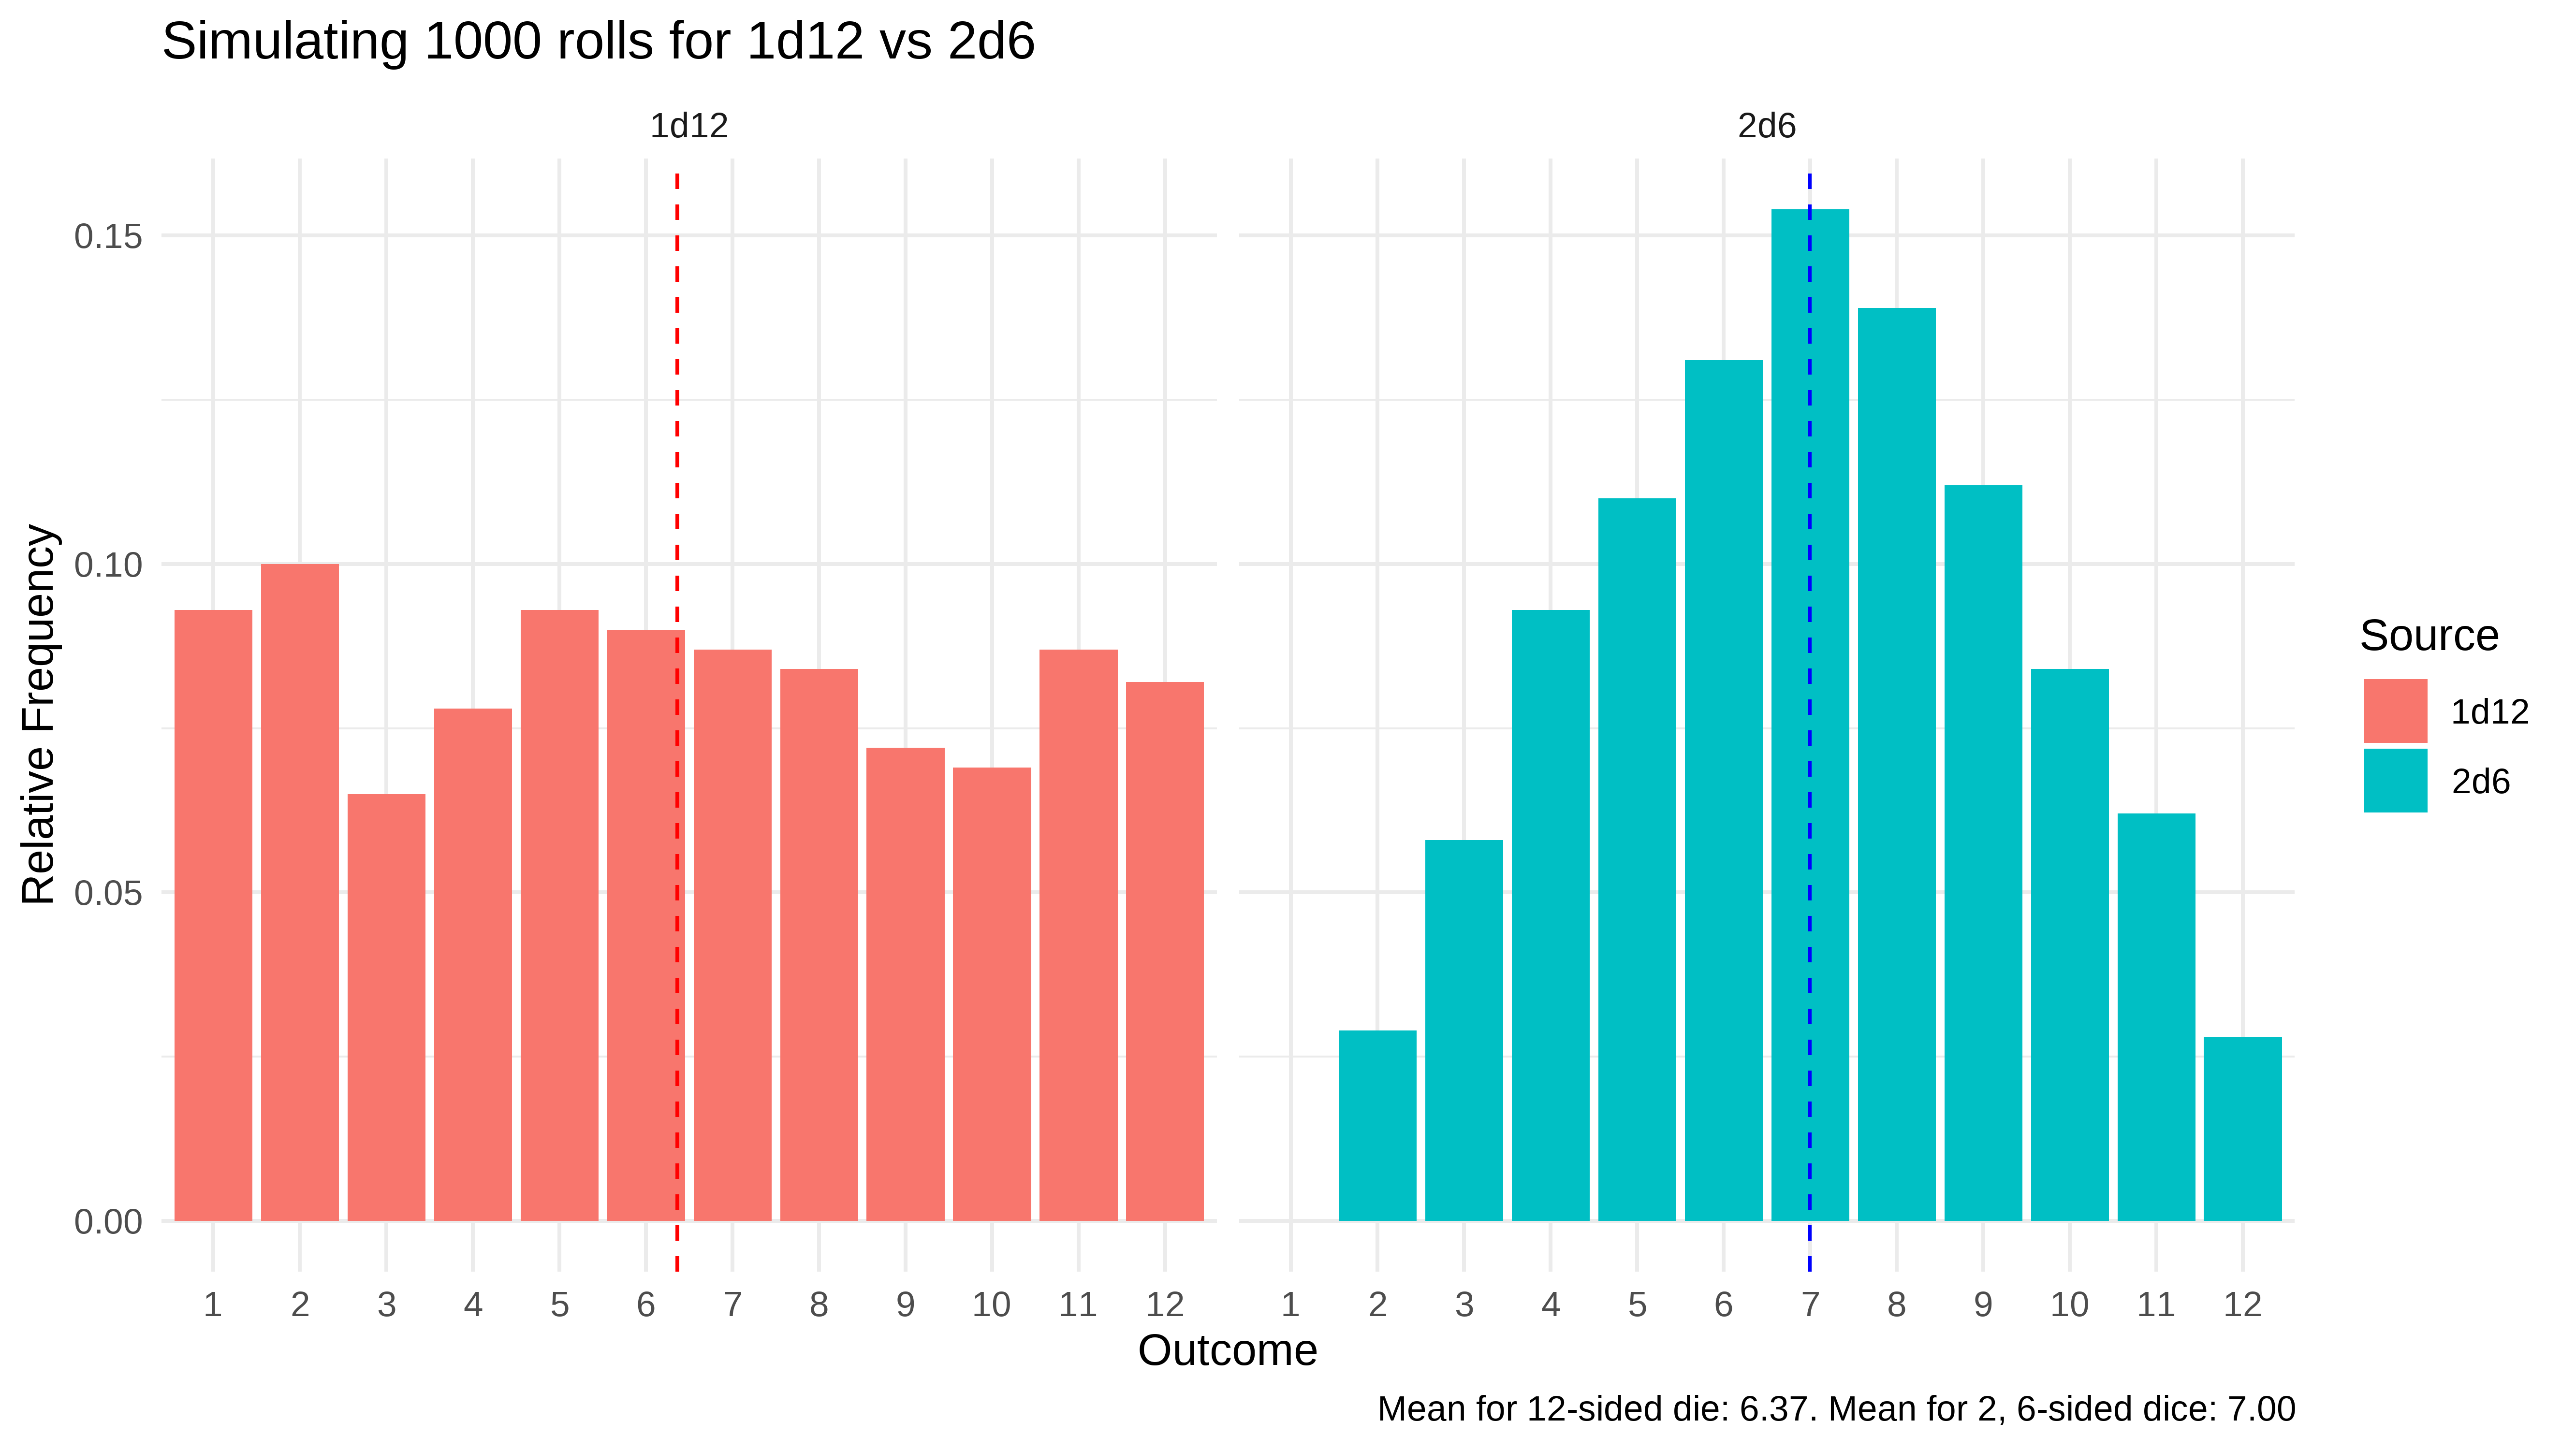 Simulating 1000 rolls for 1d12 vs 2d6
1d12
2d6
Relative Frequency
0.15
0.10
0.05
0.00
1 2 3 4 5 6 7 8 9 10 11 12
1 2 3 4 5 6 7 8 9 10 11 12
Outcome
Source
1d12
2d6
Mean for 12-sided die: 6.37. Mean for 2, 6-sided dice: 7.00